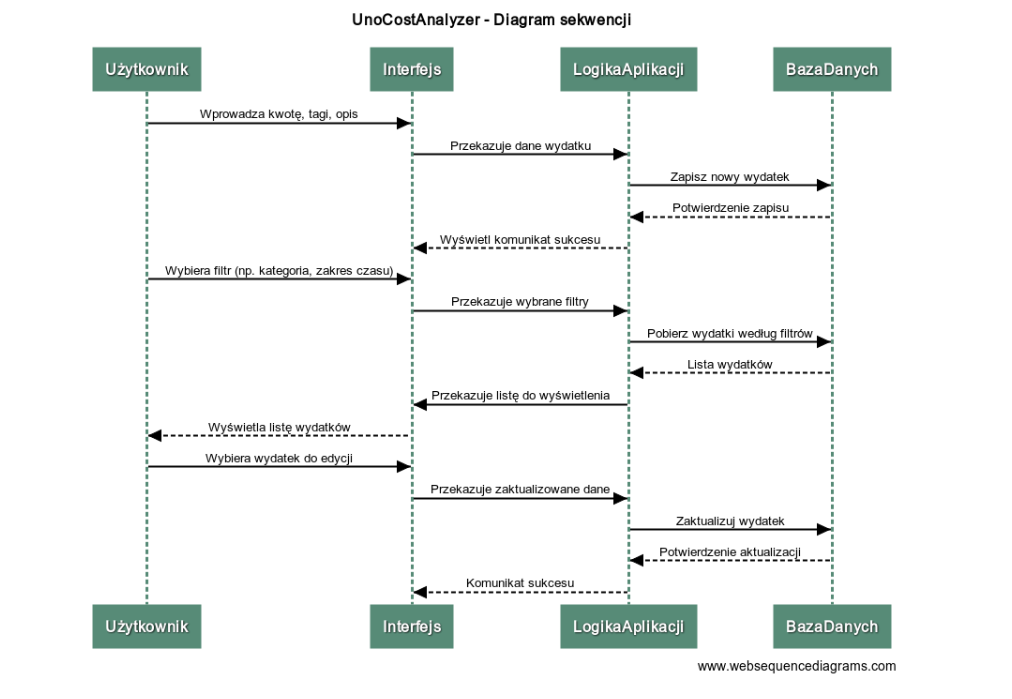 UnoCostAnalyzer - Diagram sekwencji
Użytkownik
Interfejs
LogikaAplikacji
BazaDanych
Wprowadza kwotę, tagi, opis
Przekazuje dane wydatku
Zapisz nowy wydatek
Potwierdzenie zapisu
Wyświetl komunikat sukcesu
Wybiera filtr (np. kategoria, zakres czasu)
Przekazuje wybrane filtry
Pobierz wydatki według filtrów
Lista wydatków
Przekazuje listę do wyświetlenia
Wyświetla listę wydatków
Wybiera wydatek do edycji
Przekazuje zaktualizowane dane
Zaktualizuj wydatek
Potwierdzenie aktualizacji
Komunikat sukcesu
Użytkownik
Interfejs
LogikaAplikacji
BazaDanych
www.websequencediagrams.com